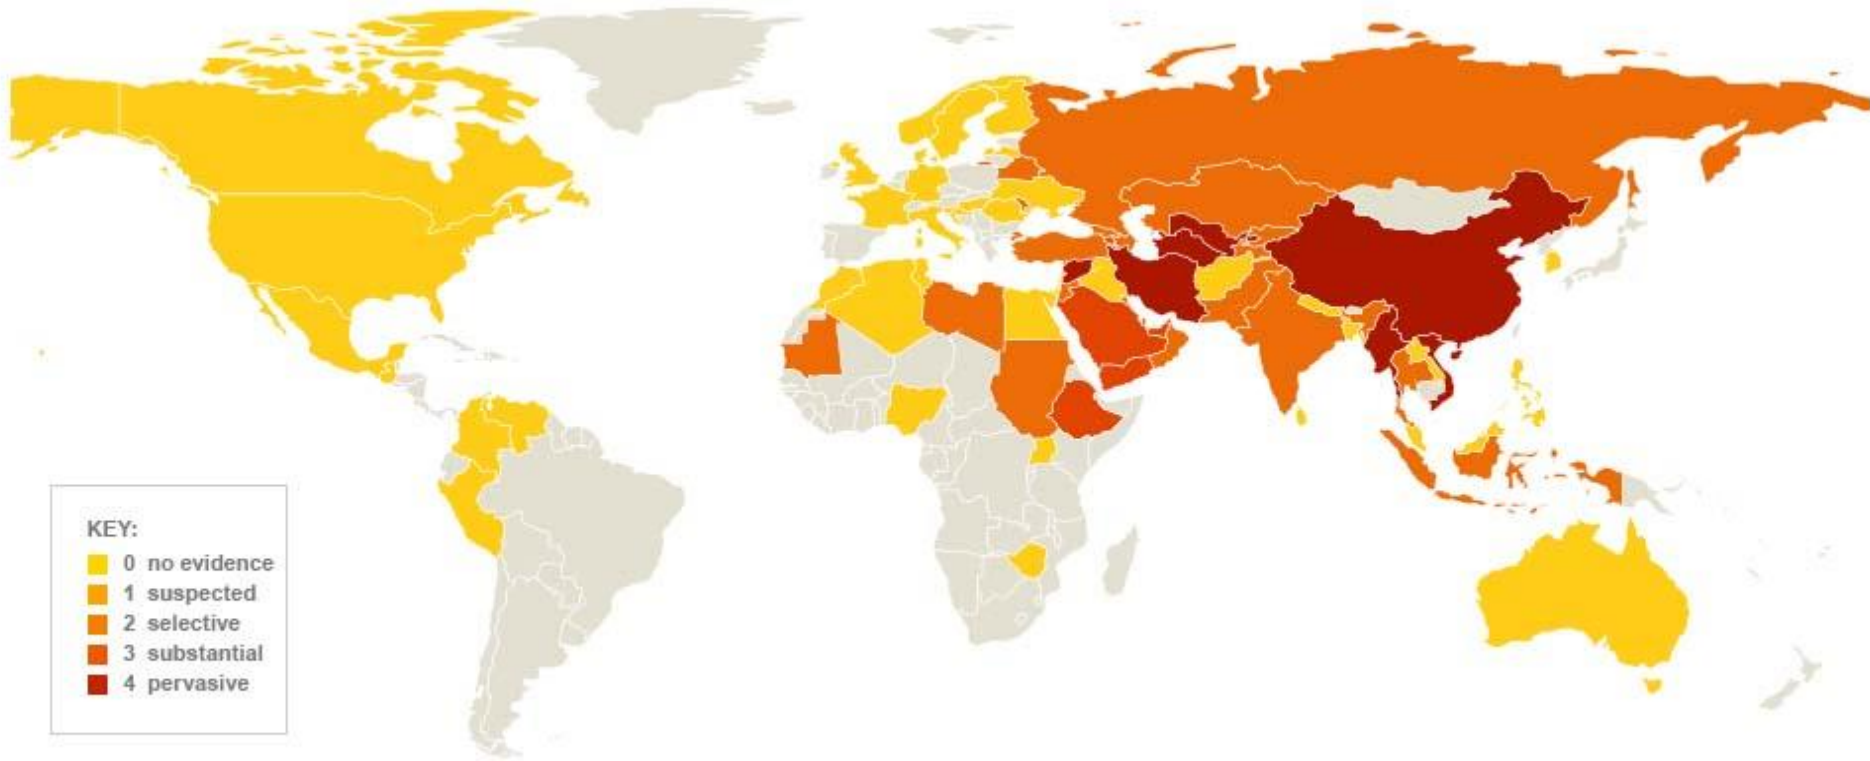 KEY:
0 no evidence
1 suspected
2 selective
3 substantial
4 pervasive